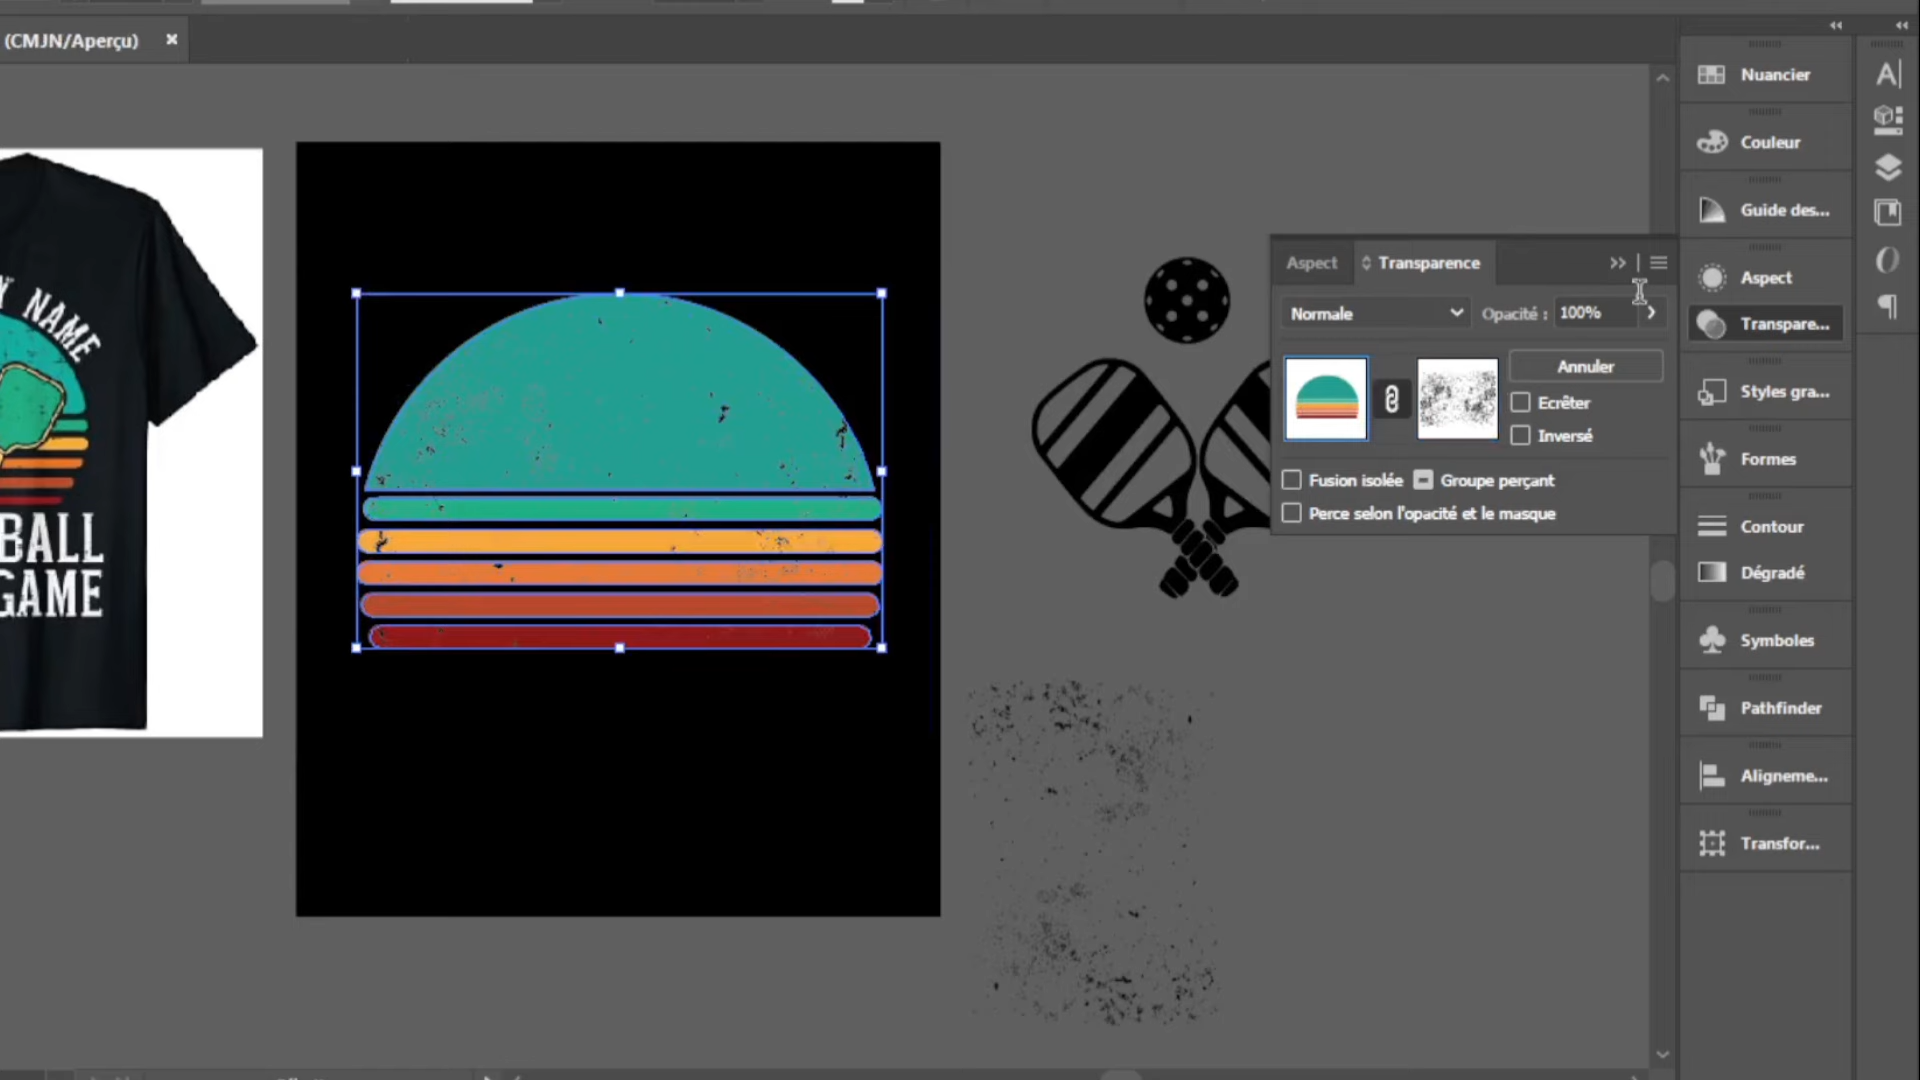 (CMJN/Aperçu) ×
NAME
BALL
GAME
Aspect
Transparence
Normale
Opacité :
100%
Annuler
Ecrêter
Inversé
Fusion isolée
Groupe perçant
Perce selon l'opacité et le masque
Nuancier
Couleur
Guide des...
Aspect
Transpare...
Styles gra...
Formes
Contour
Dégradé
Symboles
Pathfinder
Aligneme...
Transfor...